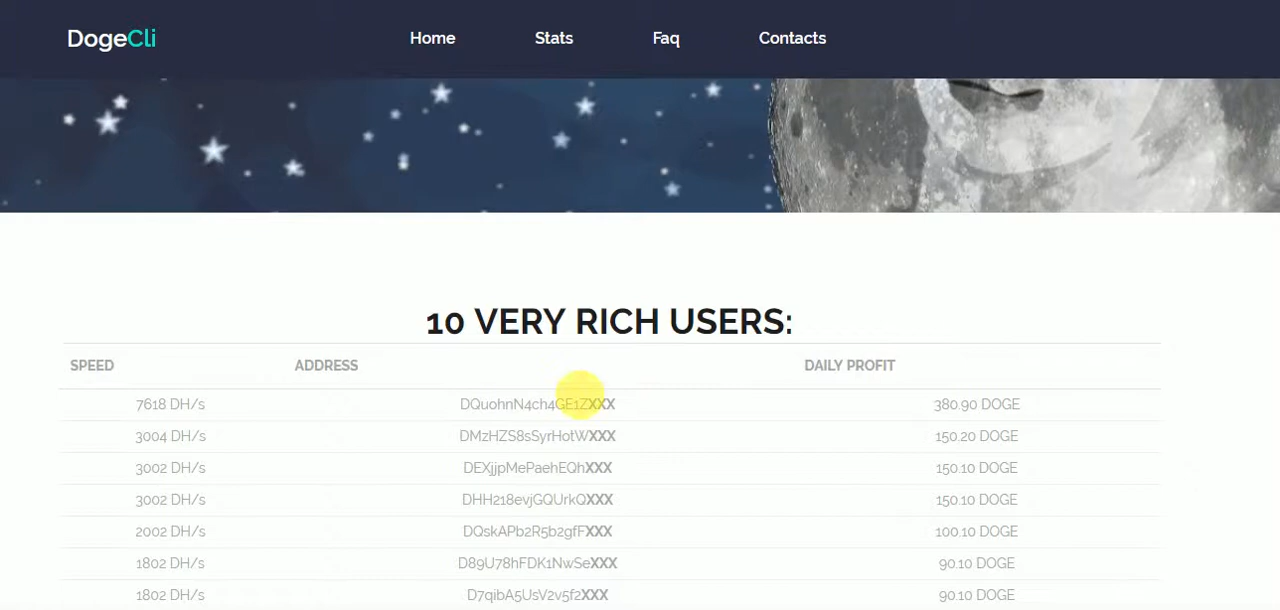 DogeCli Home Stats Faq Contacts
10 VERY RICH USERS:
SPEED ADDRESS DAILY PROFIT
7618 DH/s DQuohnN4ch4GE1ZXXX 380.90 DOGE
3004 DH/s DMzHZS8sSyrHotWXXX 150.20 DOGE
3002 DH/s DEXjjpMePaehEQhXXX 150.10 DOGE
3002 DH/s DHH218evjGQUrkQXXX 150.10 DOGE
2002 DH/s DQskAPb2R5b2gfFXXX 100.10 DOGE
1802 DH/s D89U78hFDK1NwSeXXX 90.10 DOGE
1802 DH/s D7qibA5UsV2v5f2XXX 90.10 DOGE